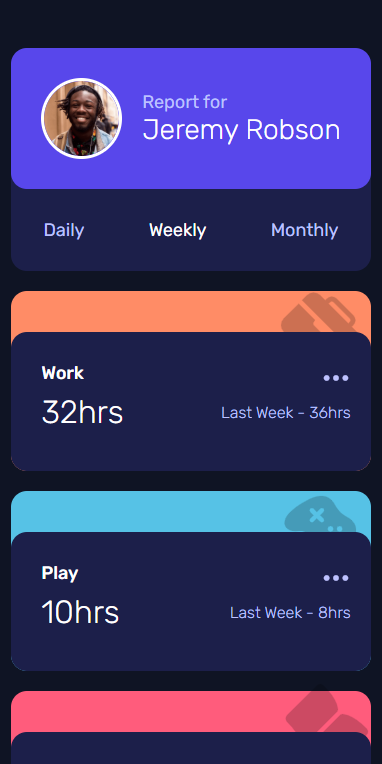 Report for
Jeremy Robson
Daily Weekly Monthly
Work
32hrs Last Week - 36hrs
Play
10hrs Last Week - 8hrs